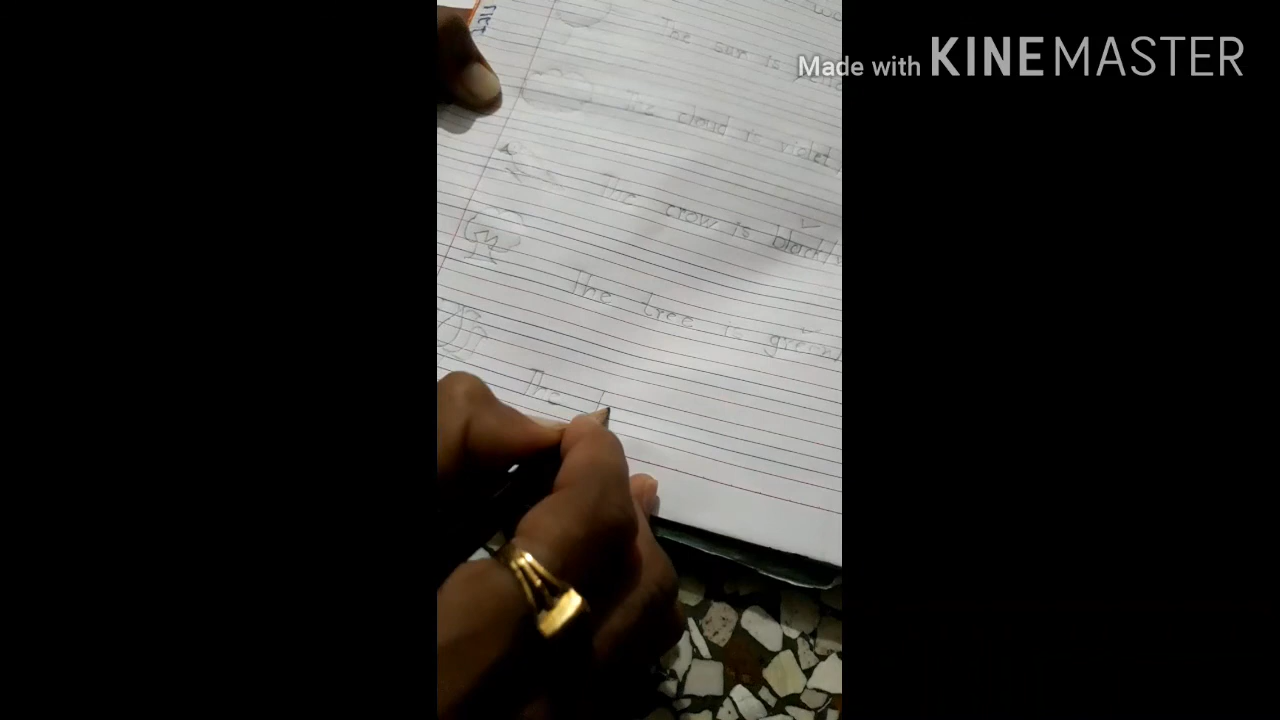 Made with KINEMASTER
The sun is
The cloud is violet
The crow is black
The tree is green
The